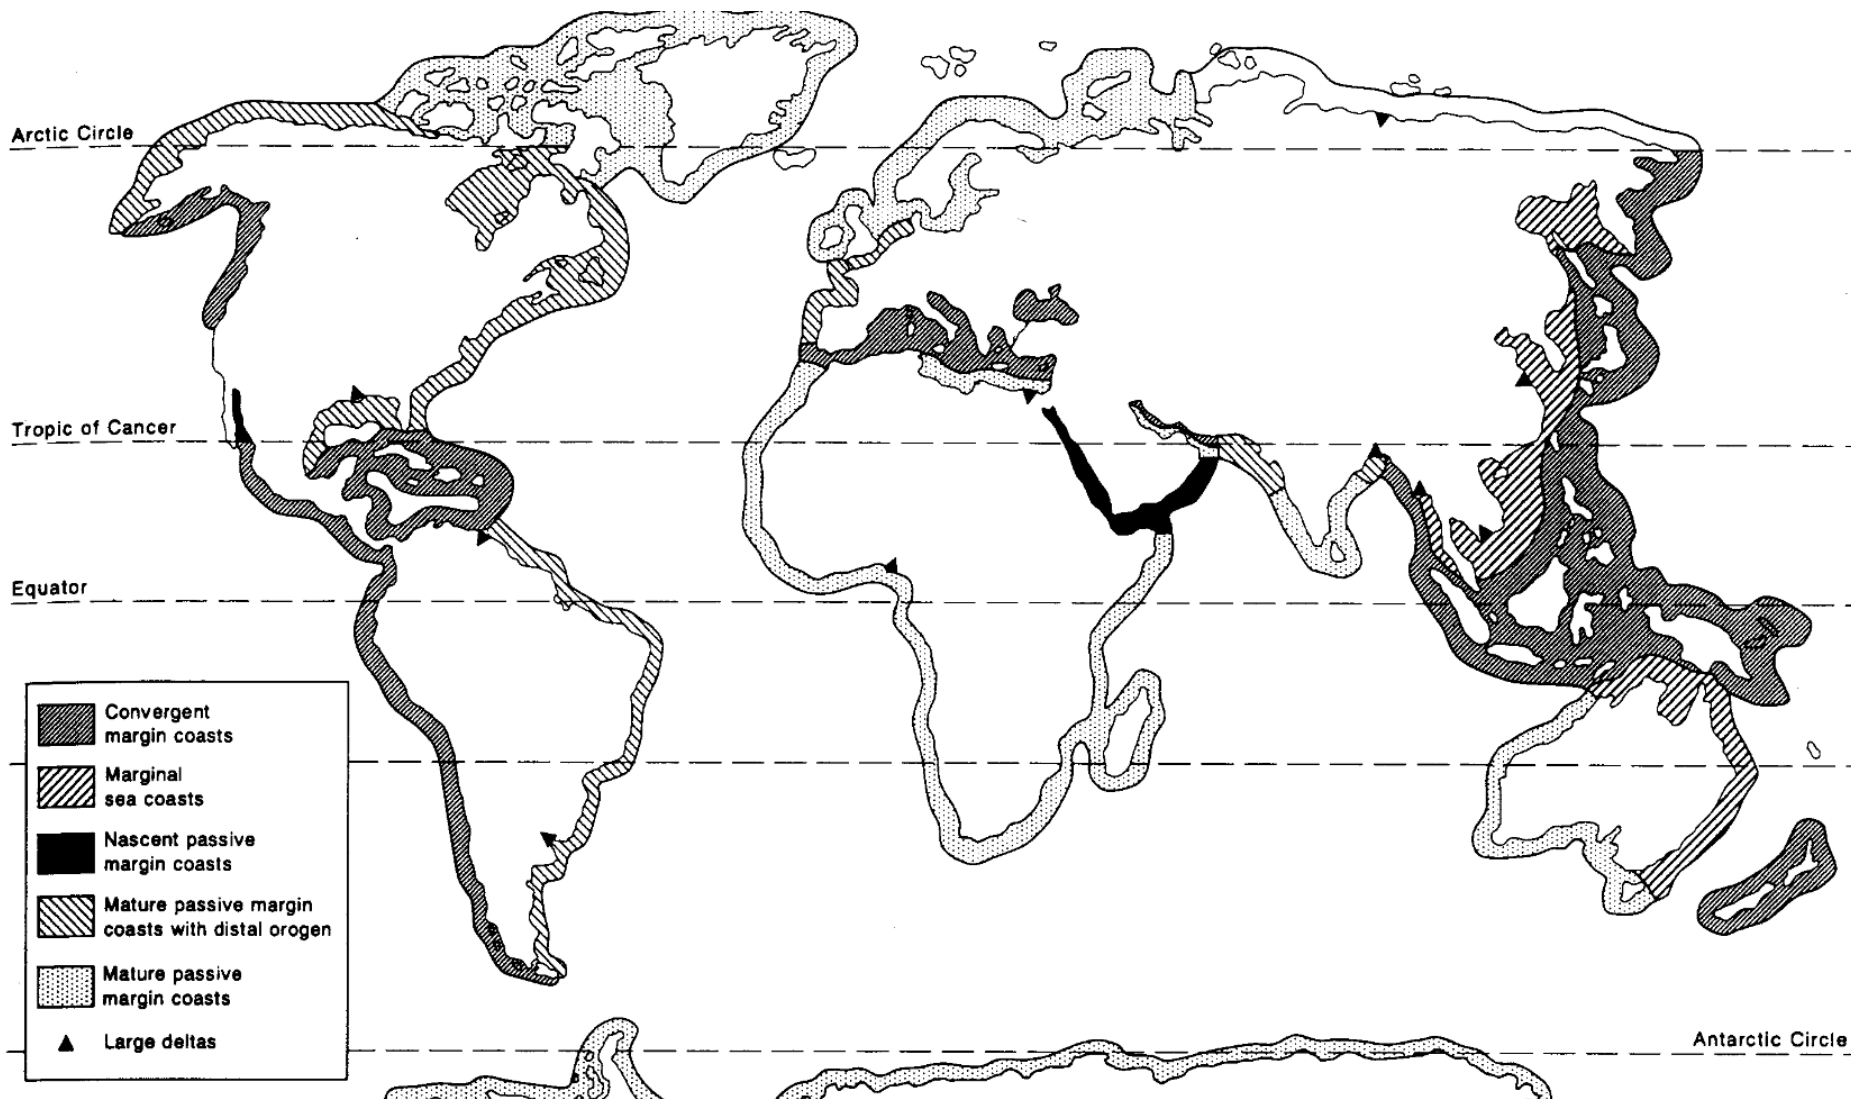 Arctic Circle
Tropic of Cancer
Equator
Convergent
margin coasts
Marginal
sea coasts
Nascent passive
margin coasts
Mature passive margin
coasts with distal orogen
Mature passive
margin coasts
Large deltas
Antarctic Circle